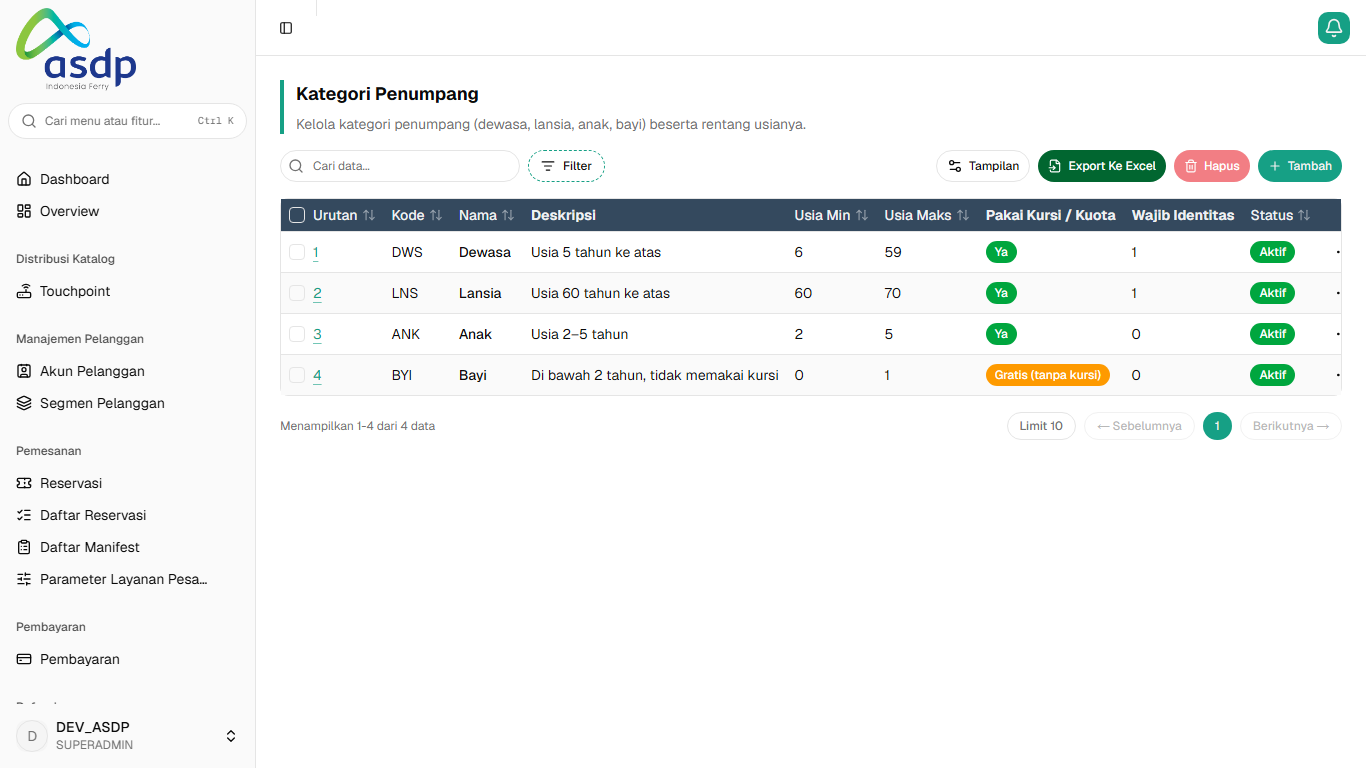 asdp
Indonesia Ferry
Cari menu atau fitur... Ctrl K
Dashboard
Overview
Distribusi Katalog
Touchpoint
Manajemen Pelanggan
Akun Pelanggan
Segmen Pelanggan
Pemesanan
Reservasi
Daftar Reservasi
Daftar Manifest
Parameter Layanan Pesa...
Pembayaran
Pembayaran
D
DEV_ASDP
SUPERADMIN
Kategori Penumpang
Kelola kategori penumpang (dewasa, lansia, anak, bayi) beserta rentang usianya.
Cari data... Filter Tampilan Export Ke Excel Hapus Tambah
Urutan Kode Nama Deskripsi Usia Min Usia Maks Pakai Kursi / Kuota Wajib Identitas Status
1 DWS Dewasa Usia 5 tahun ke atas 6 59 Ya 1 Aktif
2 LNS Lansia Usia 60 tahun ke atas 60 70 Ya 1 Aktif
3 ANK Anak Usia 2–5 tahun 2 5 Ya 0 Aktif
4 BYI Bayi Di bawah 2 tahun, tidak memakai kursi 0 1 Gratis (tanpa kursi) 0 Aktif
Menampilkan 1-4 dari 4 data Limit 10 ← Sebelumnya 1 Berikutnya →